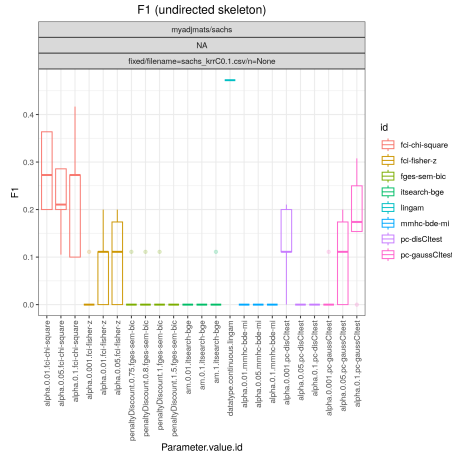 F1 (undirected skeleton)
myadjmats/sachs
NA
fixed/filename=sachs_krrC0.1.csv/n=None
F1
0.4
0.3
0.2
0.1
0.0
alpha.0.01.fci-chi-square
alpha.0.05.fci-chi-square
alpha.0.1.fci-chi-square
alpha.0.001.fci-fisher-z
alpha.0.01.fci-fisher-z
alpha.0.05.fci-fisher-z
penaltyDiscount.0.75.fges-sem-bic
penaltyDiscount.0.8.fges-sem-bic
penaltyDiscount.1.fges-sem-bic
penaltyDiscount.1.5.fges-sem-bic
am.0.01.itsearch-bge
am.0.1.itsearch-bge
am.1.itsearch-bge
datatype.continuous.lingam
alpha.0.01.mmhc-bde-mi
alpha.0.05.mmhc-bde-mi
alpha.0.1.mmhc-bde-mi
alpha.0.001.pc-disCItest
alpha.0.05.pc-disCItest
alpha.0.1.pc-disCItest
alpha.0.001.pc-gaussCItest
alpha.0.05.pc-gaussCItest
alpha.0.1.pc-gaussCItest
Parameter.value.id
id
fci-chi-square
fci-fisher-z
fges-sem-bic
itsearch-bge
lingam
mmhc-bde-mi
pc-disCItest
pc-gaussCItest